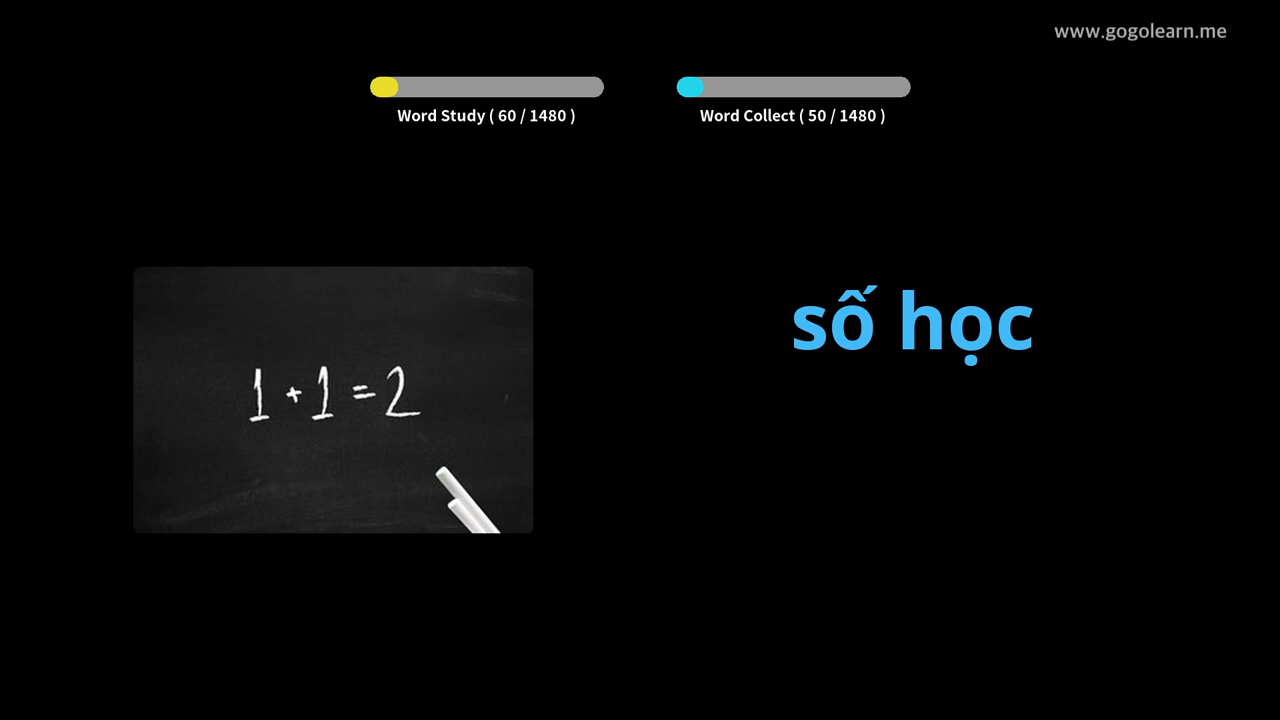 www.gogolearn.me
Word Study ( 60 / 1480 )
Word Collect ( 50 / 1480 )
số học
1 + 1 = 2